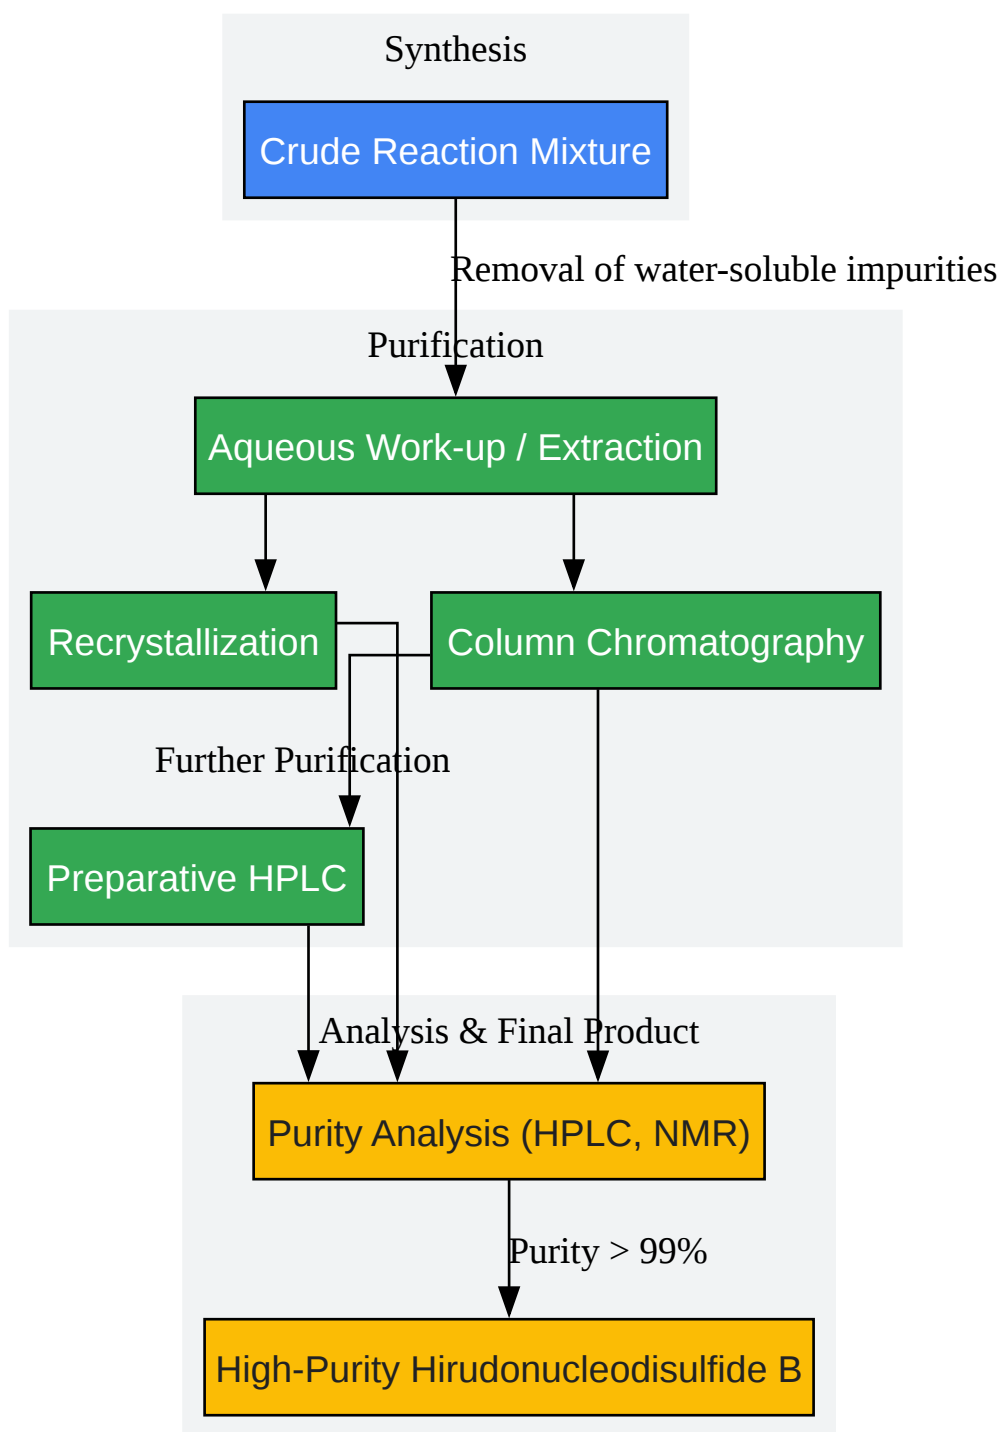 Synthesis
Crude Reaction Mixture
Removal of water-soluble impurities
Purification
Aqueous Work-up / Extraction
Recrystallization
Column Chromatography
Further Purification
Preparative HPLC
Analysis & Final Product
Purity Analysis (HPLC, NMR)
Purity > 99%
High-Purity Hirudonucleodisulfide B